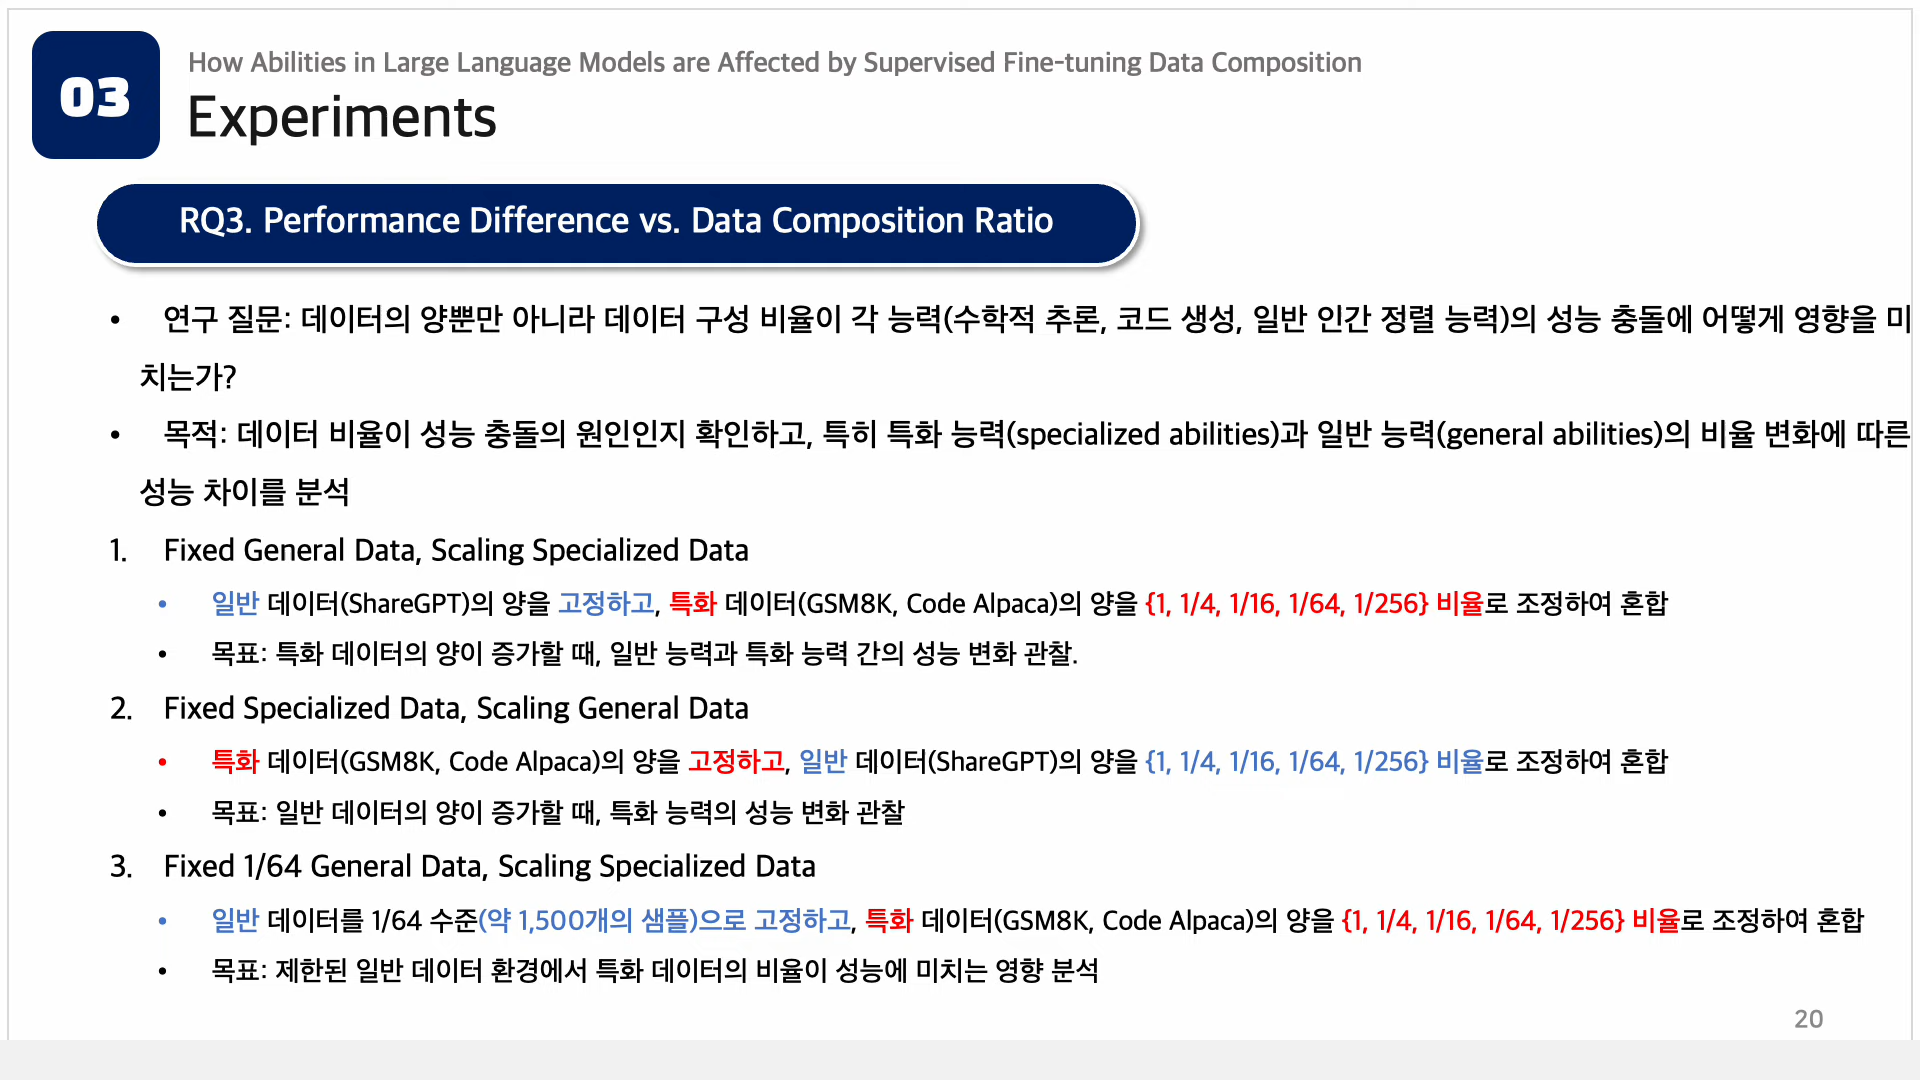 03
How Abilities in Large Language Models are Affected by Supervised Fine-tuning Data Composition
Experiments
RQ3. Performance Difference vs. Data Composition Ratio
• 연구 질문: 데이터의 양뿐만 아니라 데이터 구성 비율이 각 능력(수학적 추론, 코드 생성, 일반 인간 정렬 능력)의 성능 충돌에 어떻게 영향을 미
치는가?
• 목적: 데이터 비율이 성능 충돌의 원인인지 확인하고, 특히 특화 능력(specialized abilities)과 일반 능력(general abilities)의 비율 변화에 따른
성능 차이를 분석
1. Fixed General Data, Scaling Specialized Data
• 일반 데이터(ShareGPT)의 양을 고정하고, 특화 데이터(GSM8K, Code Alpaca)의 양을 {1, 1/4, 1/16, 1/64, 1/256} 비율로 조정하여 혼합
• 목표: 특화 데이터의 양이 증가할 때, 일반 능력과 특화 능력 간의 성능 변화 관찰.
2. Fixed Specialized Data, Scaling General Data
• 특화 데이터(GSM8K, Code Alpaca)의 양을 고정하고, 일반 데이터(ShareGPT)의 양을 {1, 1/4, 1/16, 1/64, 1/256} 비율로 조정하여 혼합
• 목표: 일반 데이터의 양이 증가할 때, 특화 능력의 성능 변화 관찰
3. Fixed 1/64 General Data, Scaling Specialized Data
• 일반 데이터를 1/64 수준(약 1,500개의 샘플)으로 고정하고, 특화 데이터(GSM8K, Code Alpaca)의 양을 {1, 1/4, 1/16, 1/64, 1/256} 비율로 조정하여 혼합
• 목표: 제한된 일반 데이터 환경에서 특화 데이터의 비율이 성능에 미치는 영향 분석
20